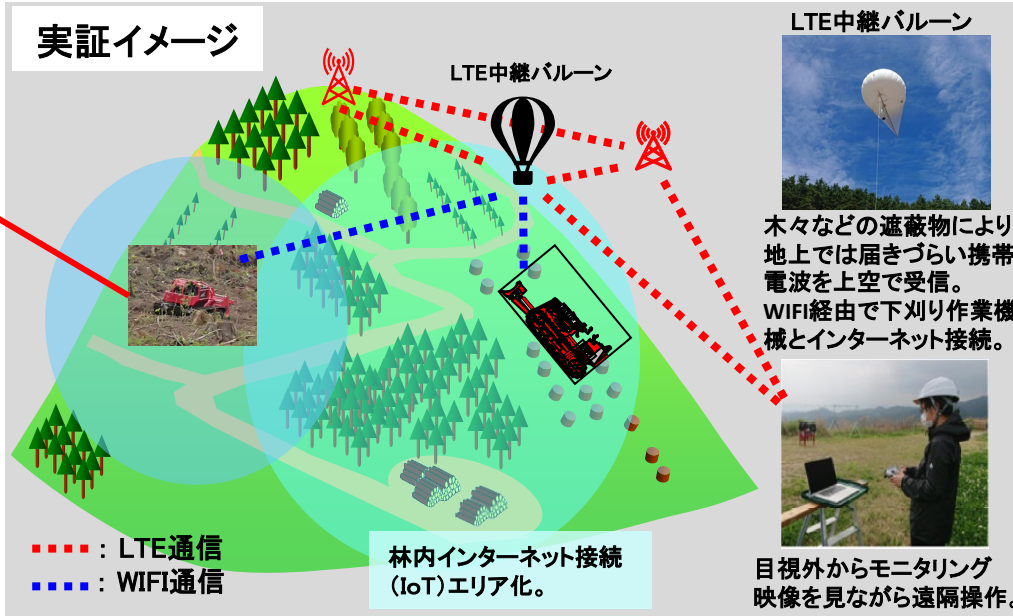 実証イメージ
LTE中継バルーン
LTE中継バルーン
木々などの遮蔽物により
地上では届きづらい携帯
電波を上空で受信。
WIFI経由で下刈り作業機
械とインターネット接続。
：LTE通信
：WIFI通信
林内インターネット接続
（IoT）エリア化。
目視外からモニタリング
映像を見ながら遠隔操作。